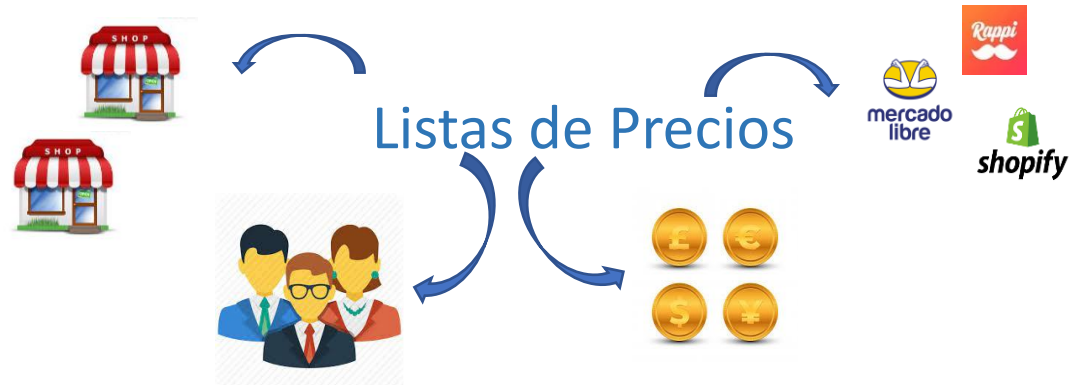 SHOP
SHOP
Listas de Precios
Rappi
mercado
libre
shopify
£
€
$
¥